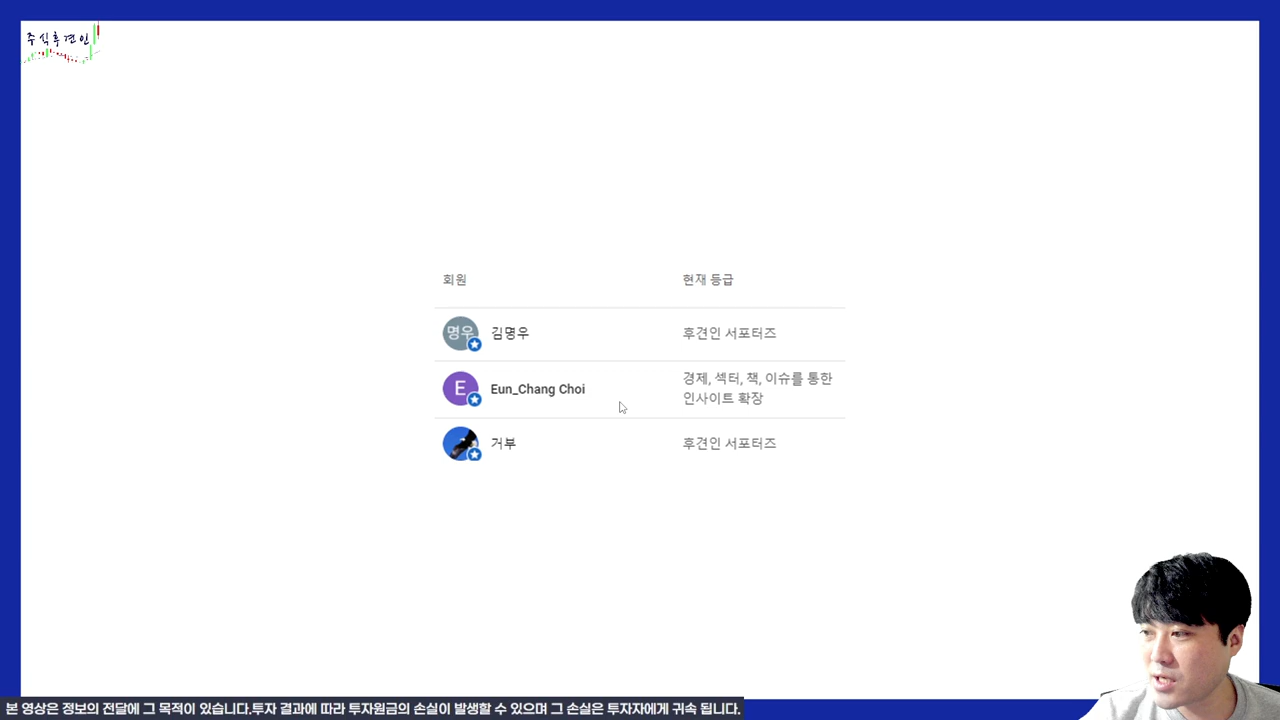 주식후견인
회원 현재 등급
명우 김명우 후견인 서포터즈
E Eun_Chang Choi 경제, 섹터, 책, 이슈를 통한
인사이트 확장
거부 후견인 서포터즈
본 영상은 정보의 전달에 그 목적이 있습니다.투자 결과에 따라 투자원금의 손실이 발생할 수 있으며 그 손실은 투자자에게 귀속 됩니다.